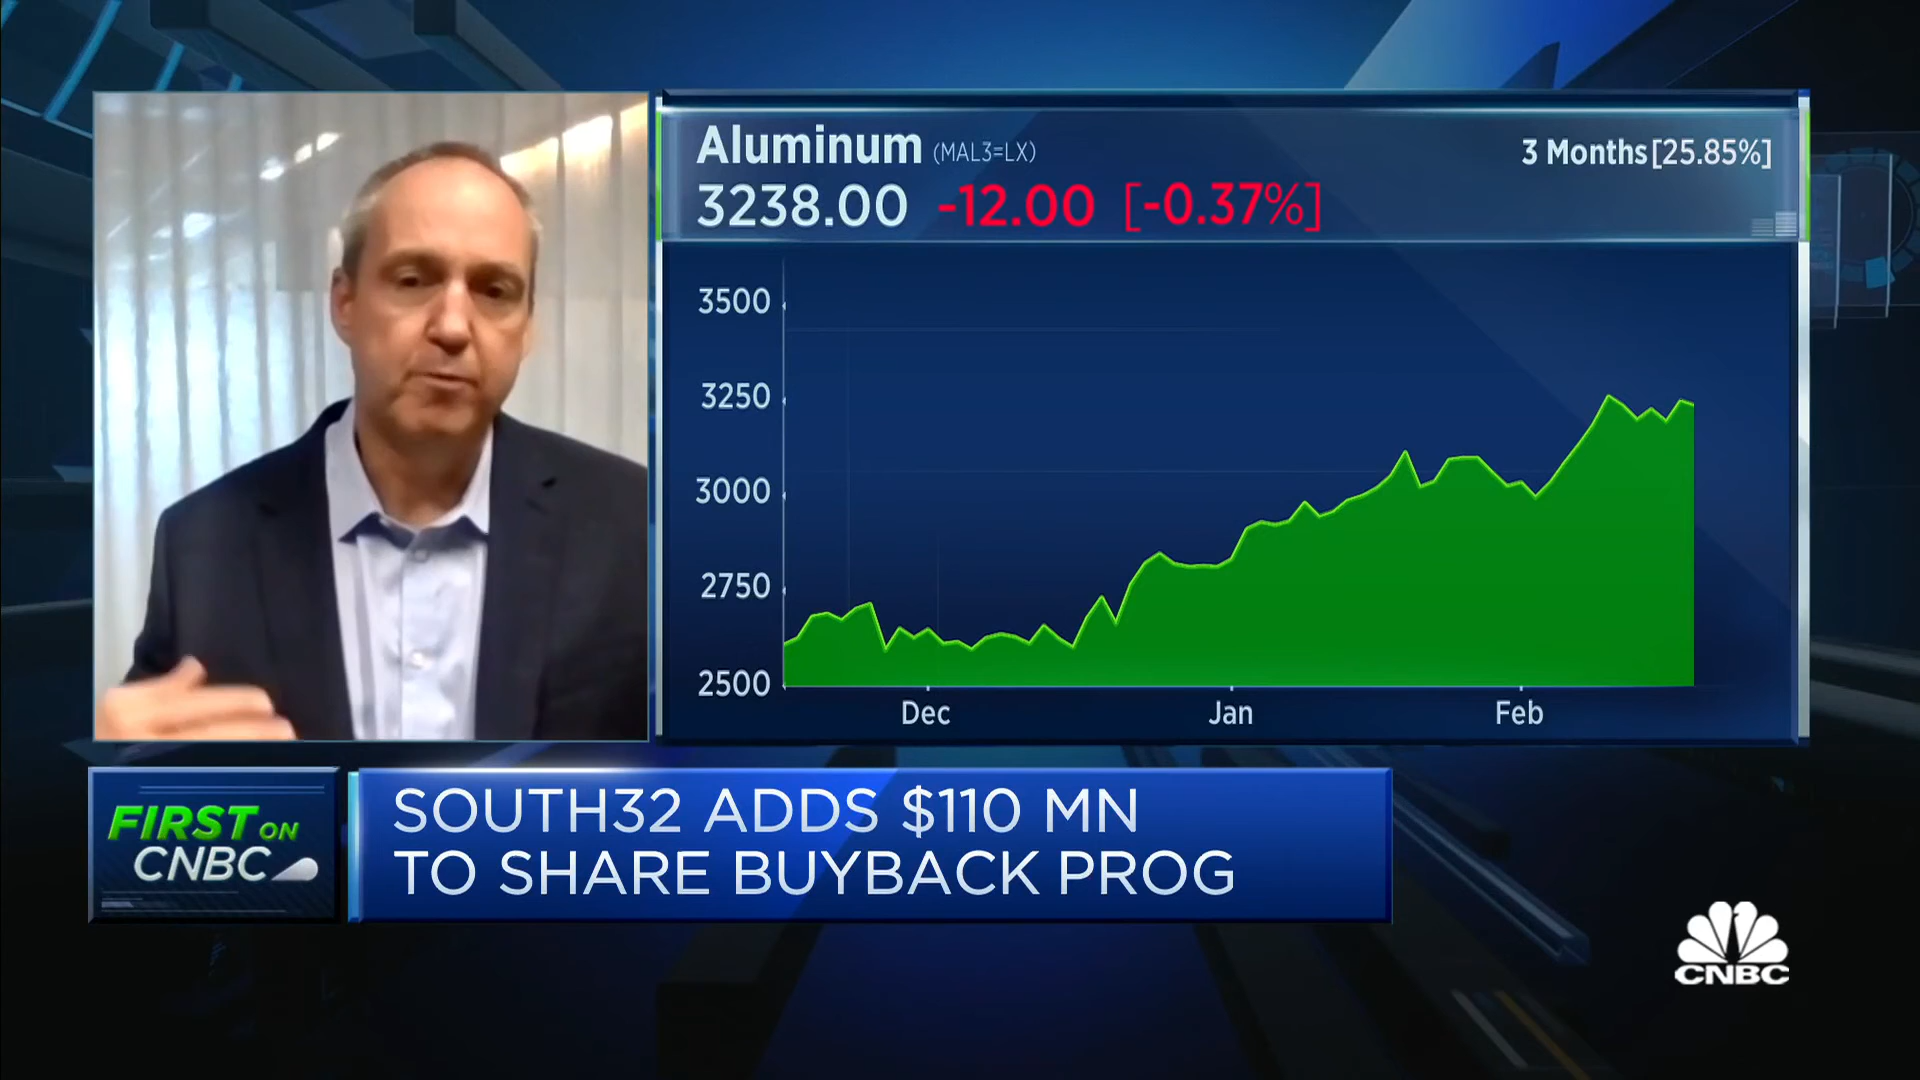 Aluminum (MAL3=LX)
3 Months [25.85%]
3238.00 -12.00 [-0.37%]
3500
3250
3000
2750
2500
Dec Jan Feb
FIRST ON
CNBC
SOUTH32 ADDS $110 MN
TO SHARE BUYBACK PROG
CNBC